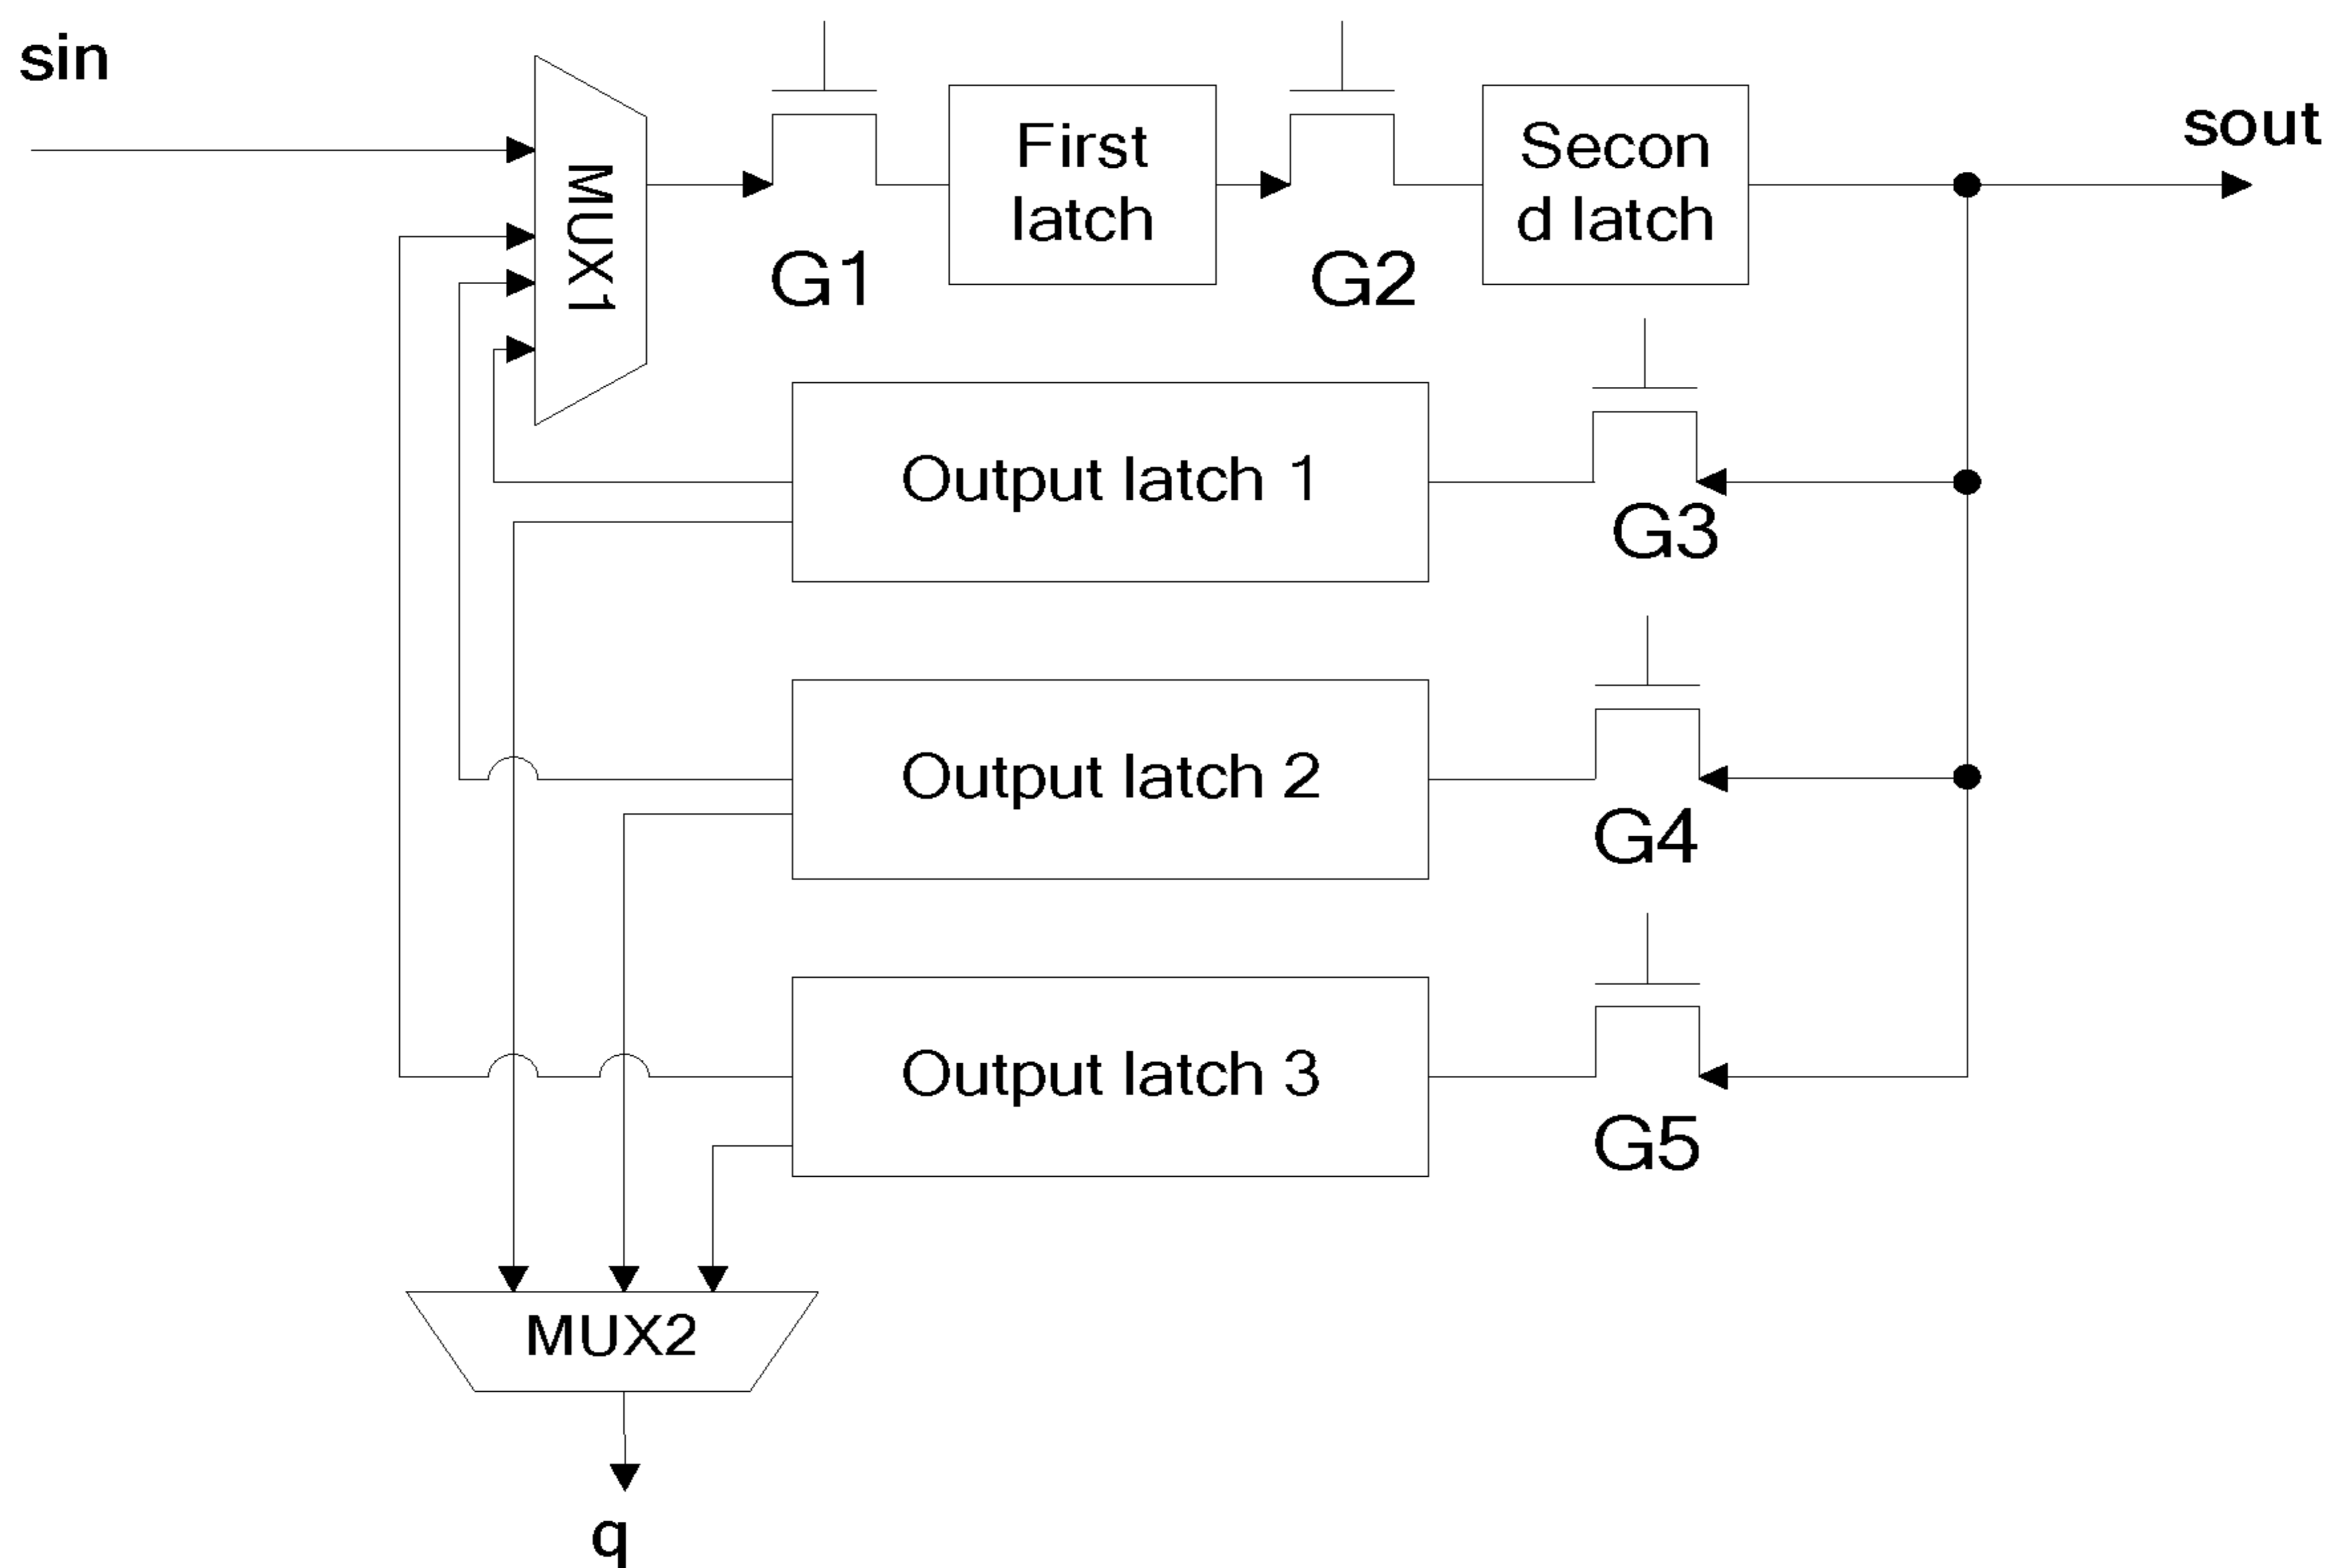 sin
sout
MUX1
First
latch
Secon
d latch
G1
G2
Output latch 1
G3
Output latch 2
G4
Output latch 3
G5
MUX2
q